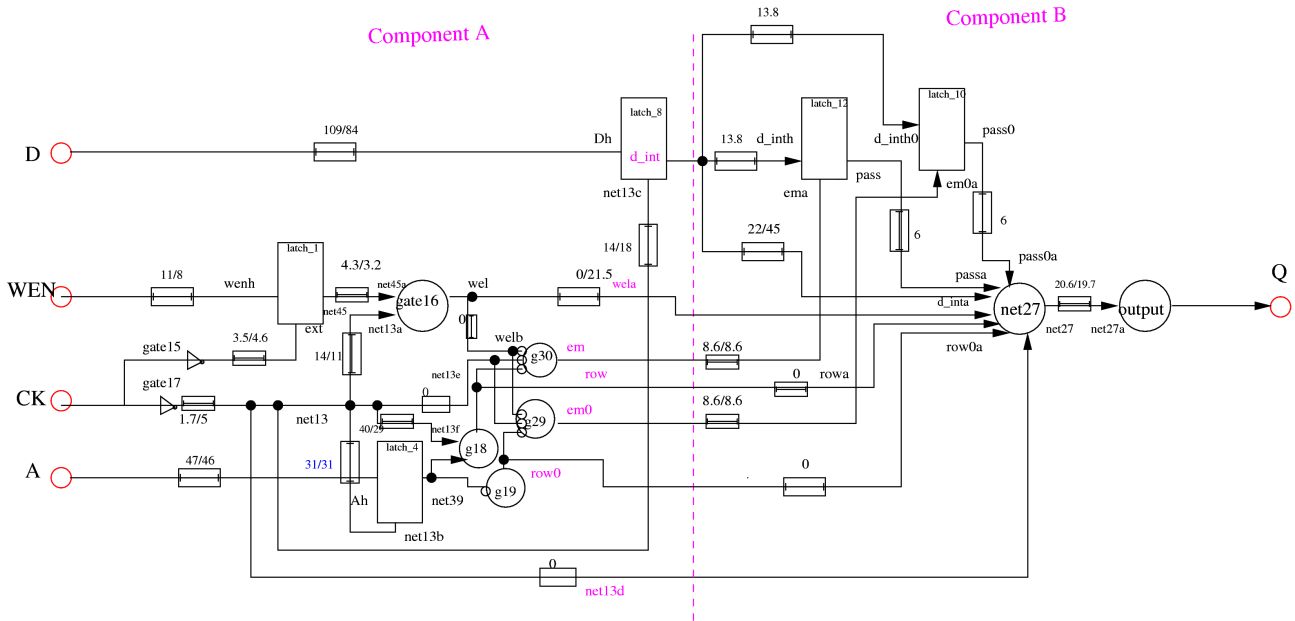 Component A
Component B
13.8
latch_12
latch_10
109/84
latch_8
Dh
d_int
13.8
d_inth
d_inth0
pass0
D
net13c
pass
ema
em0a
6
6
14/18
22/45
latch_1
4.3/3.2
pass0a
11/8
wenh
net45a
wel
0/21.5
wela
passa
20.6/19.7
Q
WEN
gate16
d_inta
net45
ext
net13a
0
net27
output
3.5/4.6
gate15
14/11
welb
net27
net27a
row0a
g30
em
8.6/8.6
net13e
row
0
rowa
gate17
CK
0
8.6/8.6
1.7/5
net13
g29
em0
40/29
net13f
latch_4
g18
47/46
31/31
A
row0
0
Ah
net39
g19
net13b
0
net13d